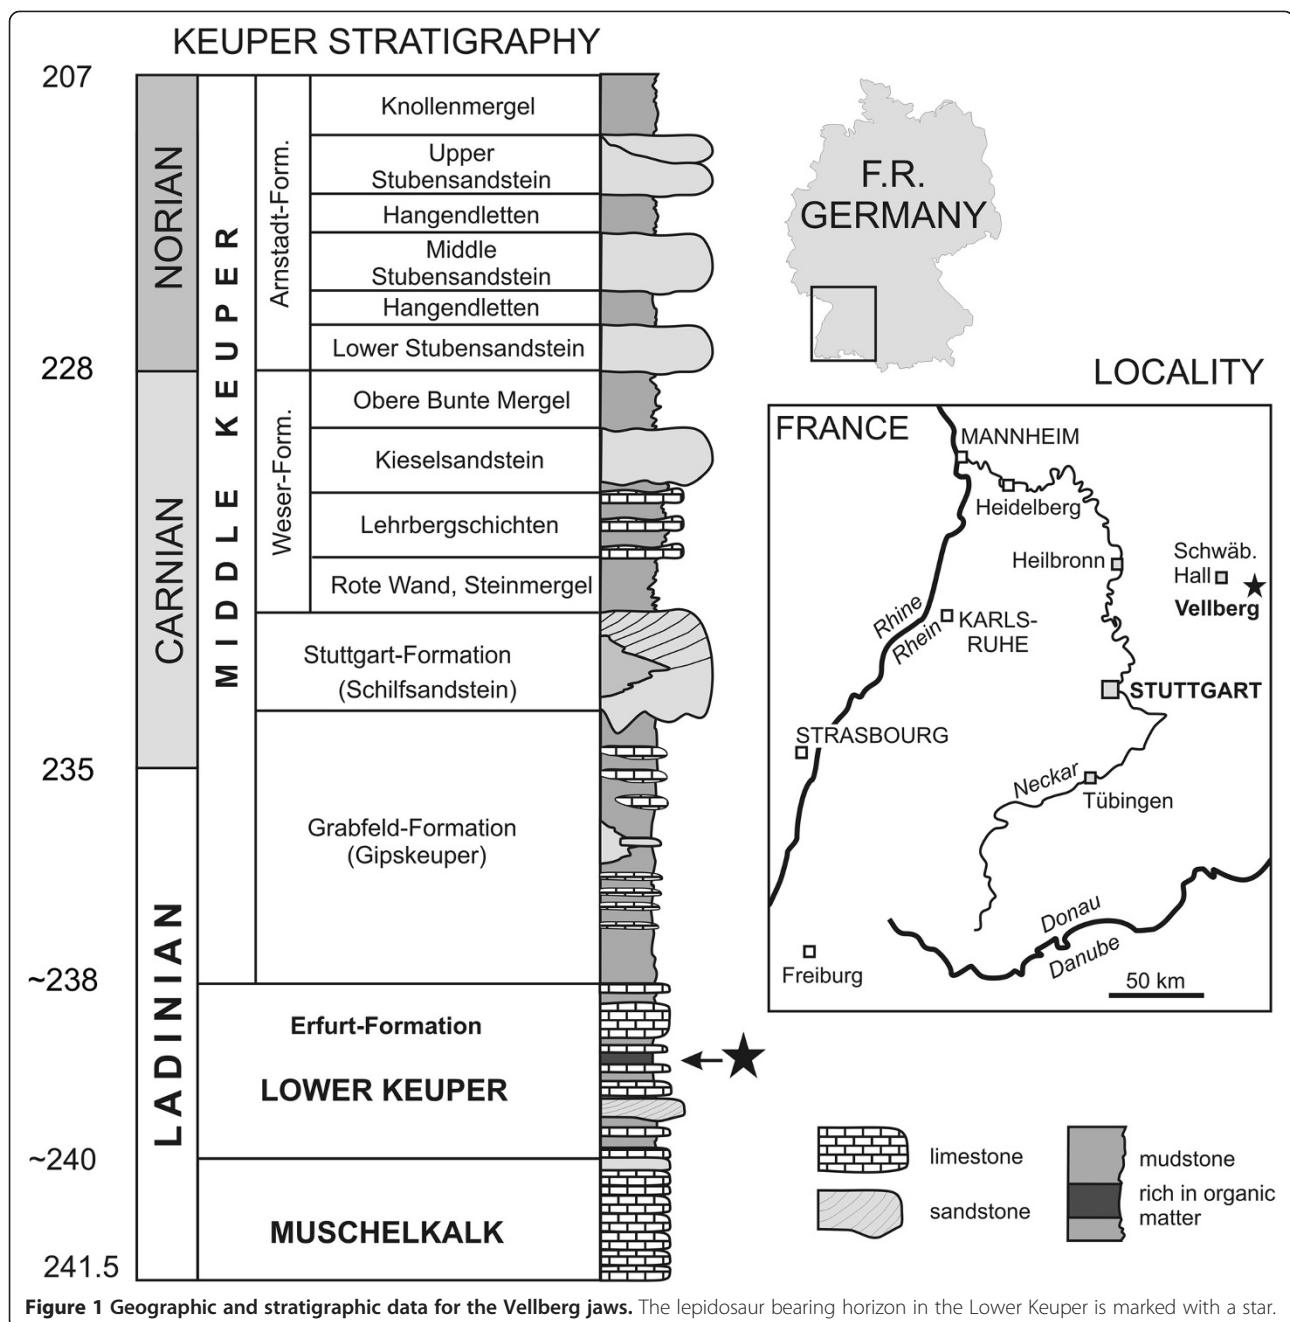 KEUPER STRATIGRAPHY
207
228
235
~238
~240
241.5
NORIAN
CARNIAN
LADINIAN
MIDDLE KEUPER
Arnstadt-Form.
Weser-Form.
Knollenmergel
Upper
Stubensandstein
Hangendletten
Middle
Stubensandstein
Hangendletten
Lower Stubensandstein
Obere Bunte Mergel
Kieselsandstein
Lehrbergschichten
Rote Wand, Steinmergel
Stuttgart-Formation
(Schilfsandstein)
Grabfeld-Formation
(Gipskeuper)
Erfurt-Formation
LOWER KEUPER
MUSCHELKALK
F.R.
GERMANY
LOCALITY
FRANCE
MANNHEIM
Heidelberg
Heilbronn
Schwäb.
Hall
Vellberg
Rhine
Rhein
KARLS-
RUHE
STUTTGART
STRASBOURG
Neckar
Tübingen
Donau
Danube
Freiburg
50 km
limestone
sandstone
mudstone
rich in organic
matter
Figure 1 Geographic and stratigraphic data for the Vellberg jaws. The lepidosaur bearing horizon in the Lower Keuper is marked with a star.